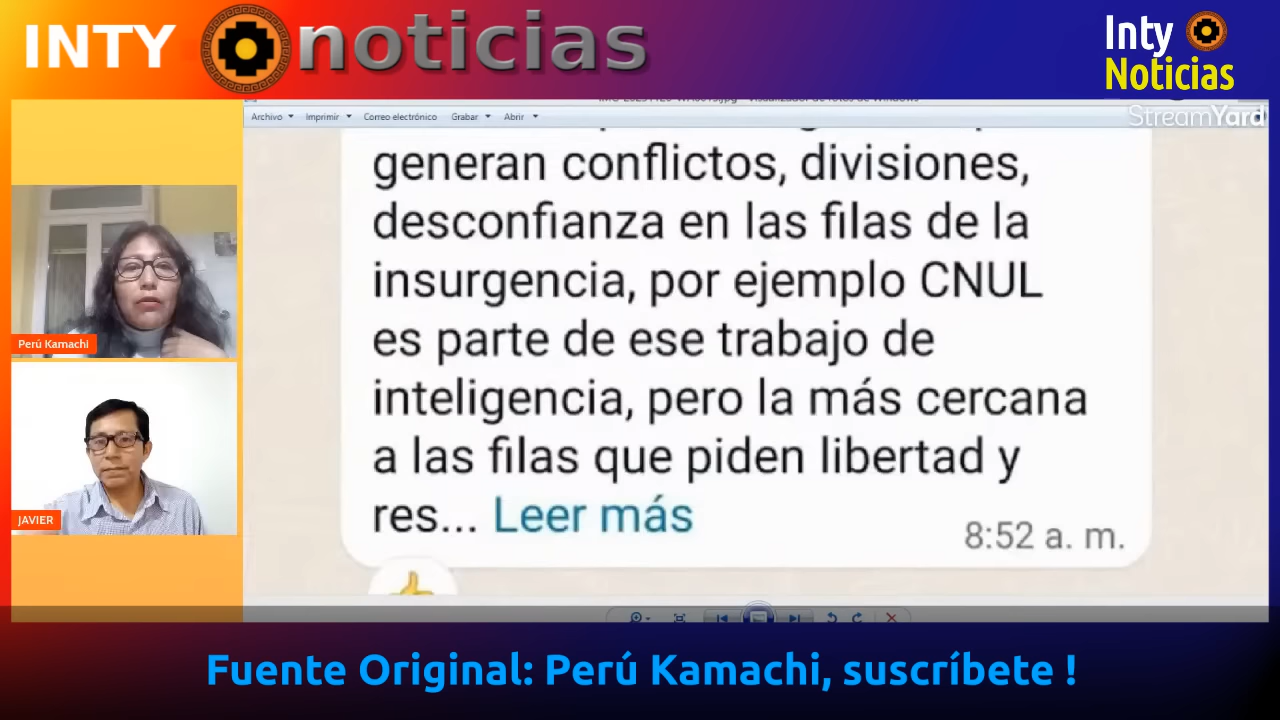 INTY noticias
Inty
Noticias
StreamYard
Archivo Imprimir Correo electrónico Grabar Abrir
generan conflictos, divisiones,
desconfianza en las filas de la
insurgencia, por ejemplo CNUL
es parte de ese trabajo de
inteligencia, pero la más cercana
a las filas que piden libertad y
res... Leer más
8:52 a. m.
Perú Kamachi
JAVIER
Fuente Original: Perú Kamachi, suscríbete !